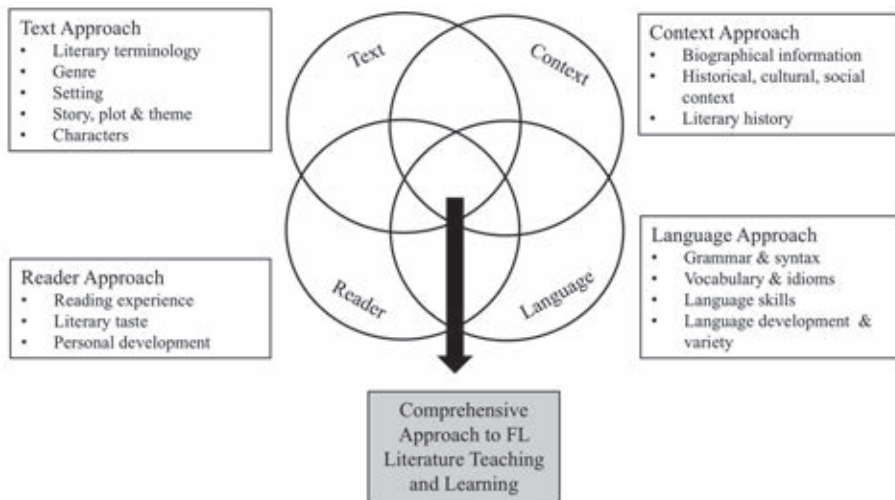 Text Approach
• Literary terminology
• Genre
• Setting
• Story, plot & theme
• Characters
Text
Context
Context Approach
• Biographical information
• Historical, cultural, social
context
• Literary history
Reader Approach
• Reading experience
• Literary taste
• Personal development
Reader
Language
Language Approach
• Grammar & syntax
• Vocabulary & idioms
• Language skills
• Language development &
variety
Comprehensive
Approach to FL
Literature Teaching
and Learning